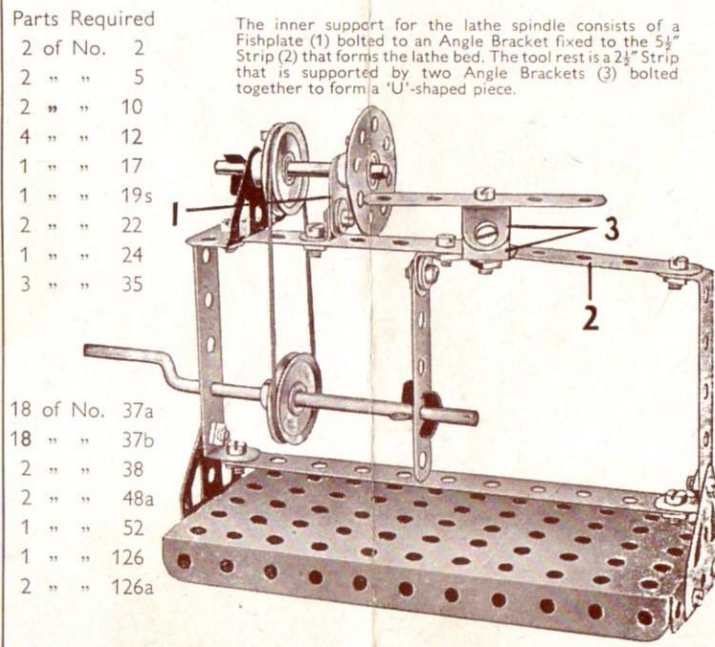 Parts Required
2 of No. 2
2 " " 5
2 " " 10
4 " " 12
1 " " 17
1 " " 19s
2 " " 22
1 " " 24
3 " " 35
18 of No. 37a
18 " " 37b
2 " " 38
2 " " 48a
1 " " 52
1 " " 126
2 " " 126a
The inner support for the lathe spindle consists of a
Fishplate (1) bolted to an Angle Bracket fixed to the 5½"
Strip (2) that forms the lathe bed. The tool rest is a 2½" Strip
that is supported by two Angle Brackets (3) bolted
together to form a 'U'-shaped piece.
1
3
2